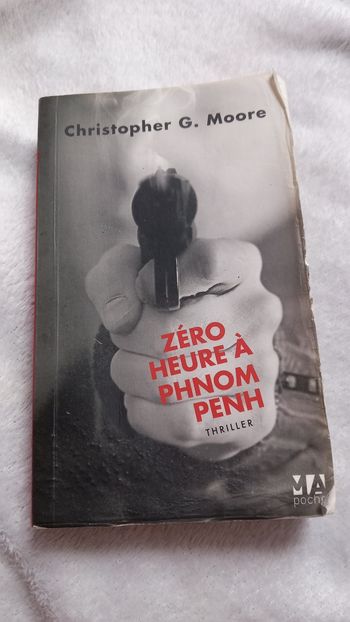 Christopher G. Moore
ZÉRO
HEURE À
PHNOM
PENH
THRILLER
MA
poche